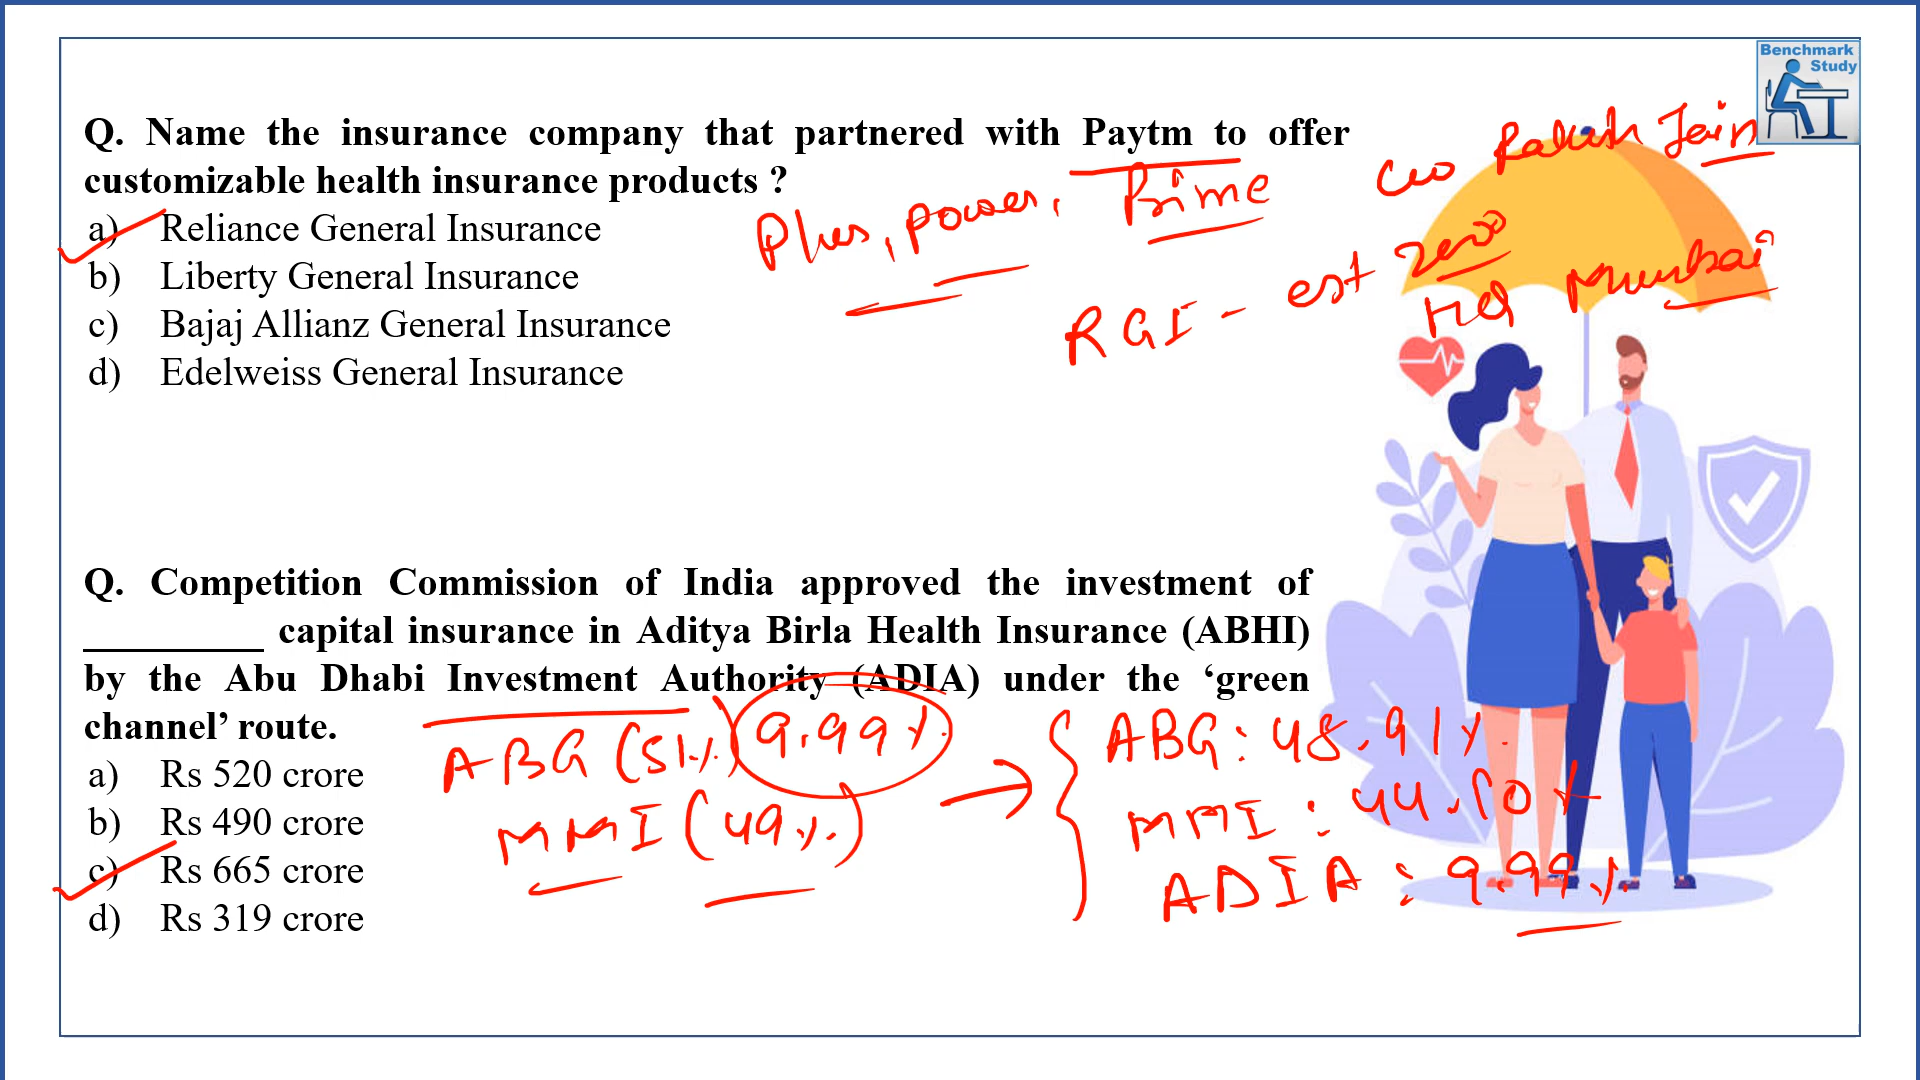 Benchmark
Study
Q. Name the insurance company that partnered with Paytm to offer
customizable health insurance products ?
a) Reliance General Insurance
b) Liberty General Insurance
c) Bajaj Allianz General Insurance
d) Edelweiss General Insurance
Plus, power, Prime
CEO Rakesh Jain
RGI - est 2000
HQ Mumbai
Q. Competition Commission of India approved the investment of
_________ capital insurance in Aditya Birla Health Insurance (ABHI)
by the Abu Dhabi Investment Authority (ADIA) under the ‘green
channel’ route.
a) Rs 520 crore
b) Rs 490 crore
c) Rs 665 crore
d) Rs 319 crore
ABG (51%) 9.99%
MMI (49%)
ABG: 48.91%
MMI : 44.10%
ADIA : 9.99%